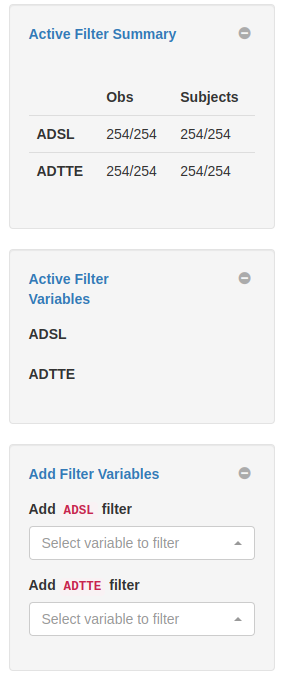 Active Filter Summary
Obs Subjects
ADSL 254/254 254/254
ADTTE 254/254 254/254
Active Filter
Variables
ADSL
ADTTE
Add Filter Variables
Add ADSL filter
Select variable to filter
Add ADTTE filter
Select variable to filter